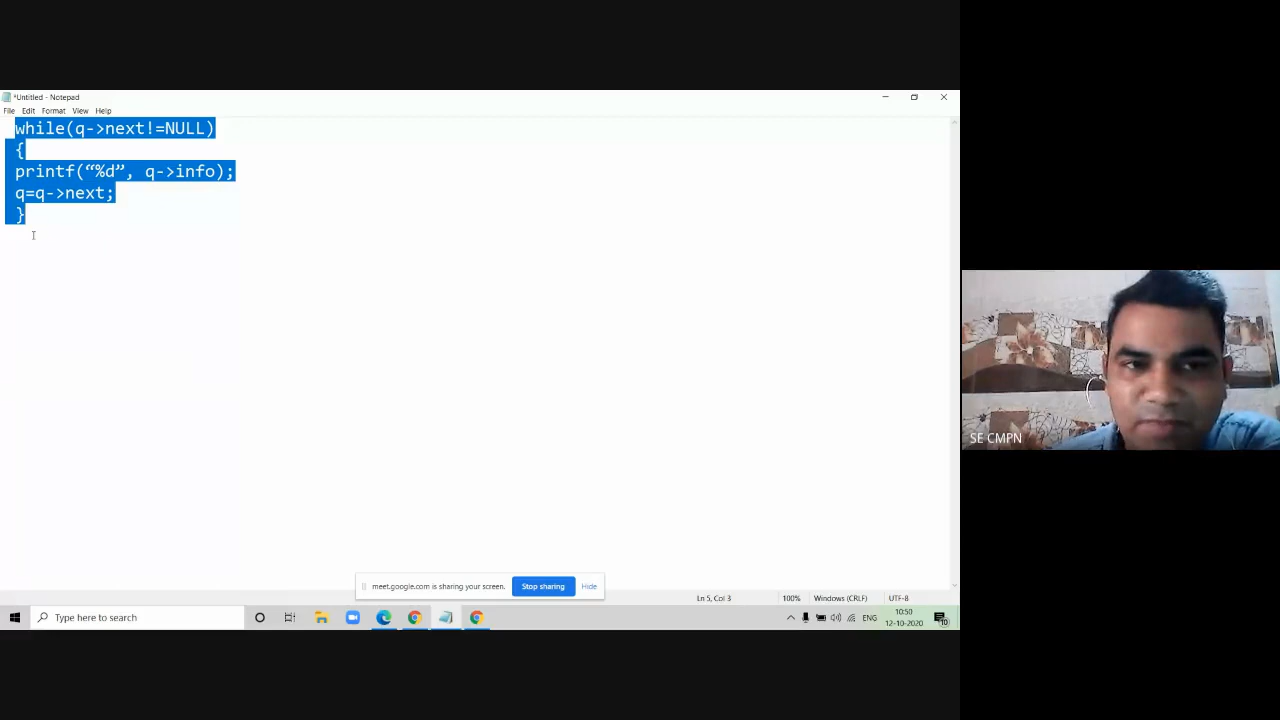 *Untitled - Notepad
File Edit Format View Help
while(q->next!=NULL)
{
printf(“%d”, q->info);
q=q->next;
}
SE CMPN
meet.google.com is sharing your screen. Stop sharing Hide
Ln 5, Col 3 100% Windows (CRLF) UTF-8
Type here to search
ENG
10:50
12-10-2020
10